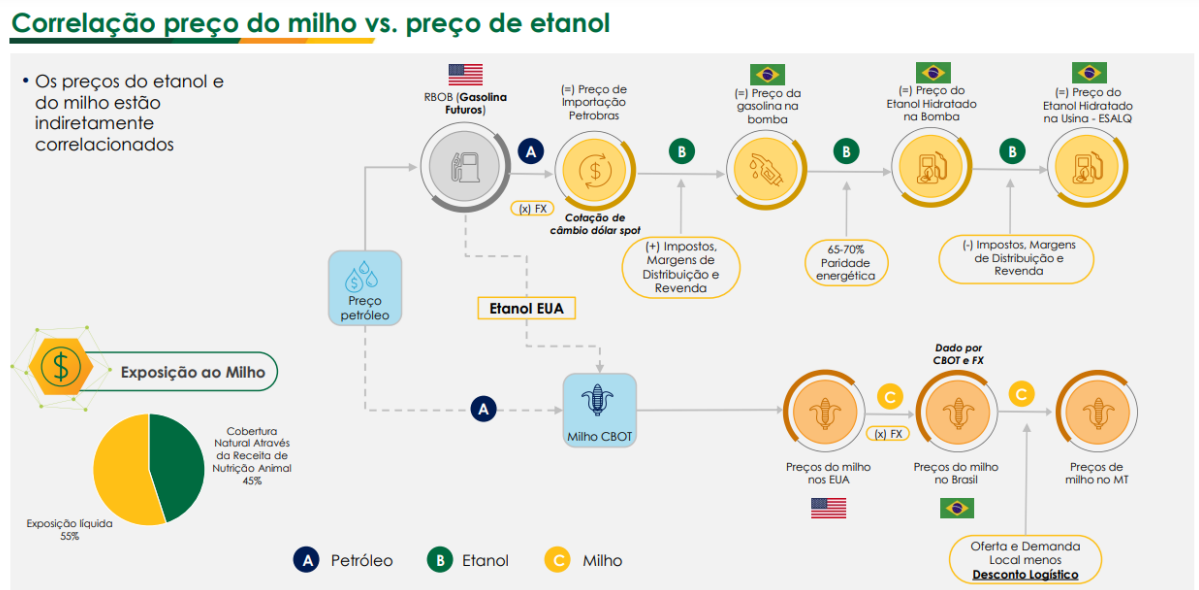 Correlação preço do milho vs. preço de etanol
• Os preços do etanol e
do milho estão
indiretamente
correlacionados
RBOB (Gasolina
Futuros)
(=) Preço de
Importação
Petrobras
(=) Preço da
gasolina na
bomba
(=) Preço do
Etanol Hidratado
na Bomba
(=) Preço do
Etanol Hidratado
na Usina - ESALQ
A
B
B
B
$
(x) FX
Cotação de
câmbio dólar spot
(+) Impostos,
Margens de
Distribuição e
Revenda
65-70%
Paridade
energética
(-) Impostos, Margens
de Distribuição e
Revenda
$
Preço
petróleo
Etanol EUA
$
Exposição ao Milho
Cobertura
Natural Através
da Receita de
Nutrição Animal
45%
Exposição líquida
55%
A
Milho CBOT
Dado por
CBOT e FX
C
C
(x) FX
Preços do milho
nos EUA
Preços do milho
no Brasil
Preços de
milho no MT
Oferta e Demanda
Local menos
Desconto Logístico
A Petróleo
B Etanol
C Milho